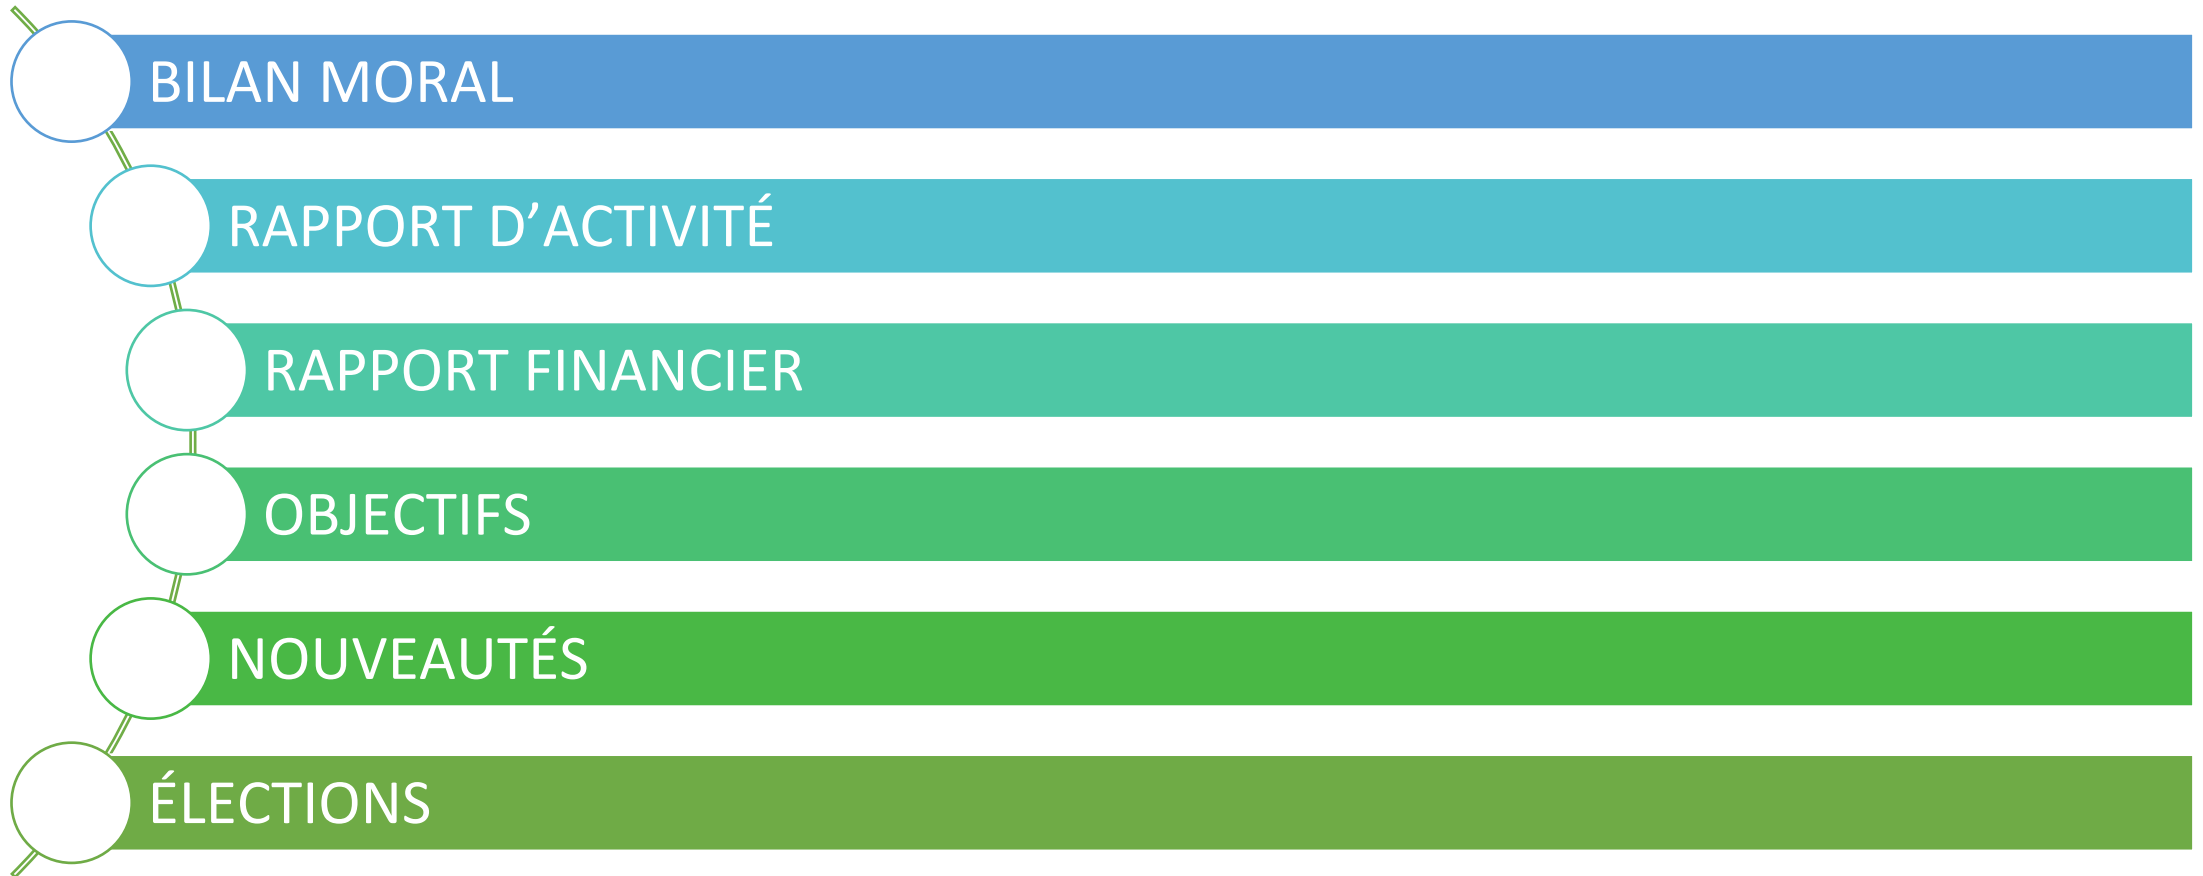 BILAN MORAL
RAPPORT D’ACTIVITÉ
RAPPORT FINANCIER
OBJECTIFS
NOUVEAUTÉS
ÉLECTIONS